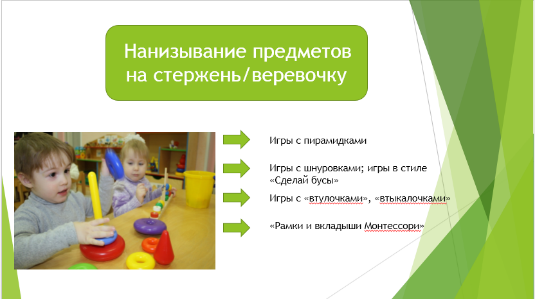 Нанизывание предметов
на стержень/веревочку
Игры с пирамидками
Игры с шнуровками; игры в стиле
«Сделай бусы»
Игры с «втулочками», «втыкалочками»
«Рамки и вкладыши Монтессори»